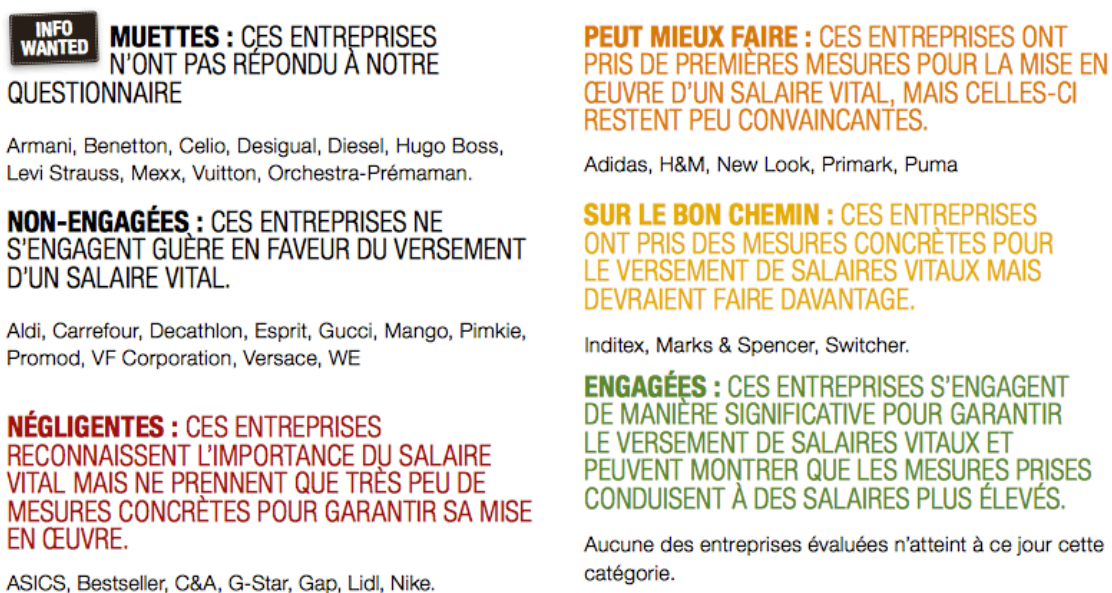 INFO
WANTED
MUETTES : CES ENTREPRISES
N'ONT PAS RÉPONDU À NOTRE
QUESTIONNAIRE
Armani, Benetton, Celio, Desigual, Diesel, Hugo Boss,
Levi Strauss, Mexx, Vuitton, Orchestra-Prémaman.
NON-ENGAGÉES : CES ENTREPRISES NE
S'ENGAGENT GUÈRE EN FAVEUR DU VERSEMENT
D'UN SALAIRE VITAL.
Aldi, Carrefour, Decathlon, Esprit, Gucci, Mango, Pimkie,
Promod, VF Corporation, Versace, WE
NÉGLIGENTES : CES ENTREPRISES
RECONNAISSENT L'IMPORTANCE DU SALAIRE
VITAL MAIS NE PRENNENT QUE TRÈS PEU DE
MESURES CONCRÈTES POUR GARANTIR SA MISE
EN ŒUVRE.
ASICS, Bestseller, C&A, G-Star, Gap, Lidl, Nike.
PEUT MIEUX FAIRE : CES ENTREPRISES ONT
PRIS DE PREMIÈRES MESURES POUR LA MISE EN
ŒUVRE D'UN SALAIRE VITAL, MAIS CELLES-CI
RESTENT PEU CONVAINCANTES.
Adidas, H&M, New Look, Primark, Puma
SUR LE BON CHEMIN : CES ENTREPRISES
ONT PRIS DES MESURES CONCRÈTES POUR
LE VERSEMENT DE SALAIRES VITAUX MAIS
DEVRAIENT FAIRE DAVANTAGE.
Inditex, Marks & Spencer, Switcher.
ENGAGÉES : CES ENTREPRISES S'ENGAGENT
DE MANIÈRE SIGNIFICATIVE POUR GARANTIR
LE VERSEMENT DE SALAIRES VITAUX ET
PEUVENT MONTRER QUE LES MESURES PRISES
CONDUISENT À DES SALAIRES PLUS ÉLEVÉS.
Aucune des entreprises évaluées n'atteint à ce jour cette
catégorie.